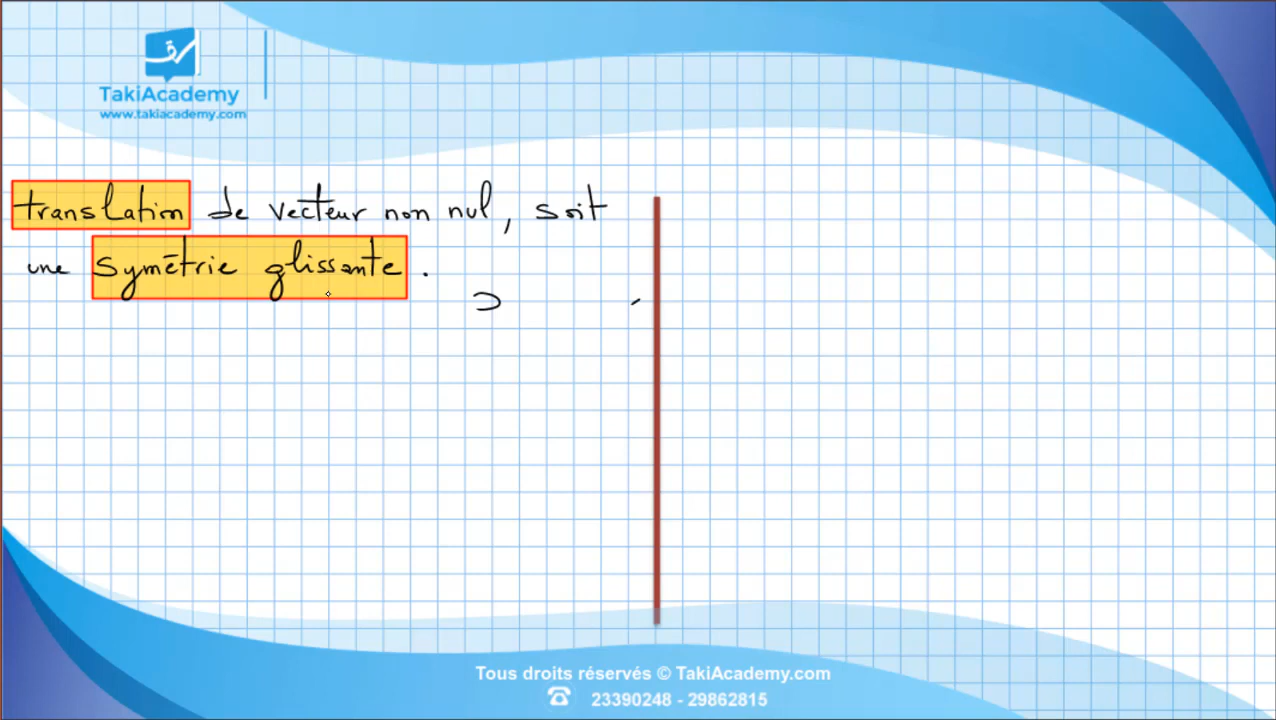 TakiAcademy
www.takiacademy.com
translation de vecteur non nul, soit
une symétrie glissante.
Tous droits réservés © TakiAcademy.com
23390248 - 29862815